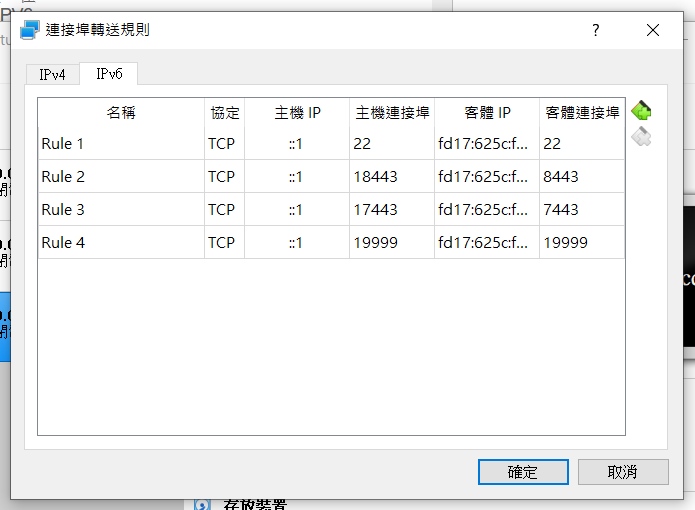 連接埠轉送規則
IPv4 IPv6
名稱 協定 主機 IP 主機連接埠 客體 IP 客體連接埠
Rule 1 TCP ::1 22 fd17:625c:f... 22
Rule 2 TCP ::1 18443 fd17:625c:f... 8443
Rule 3 TCP ::1 17443 fd17:625c:f... 7443
Rule 4 TCP ::1 19999 fd17:625c:f... 19999
確定 取消
存放裝置